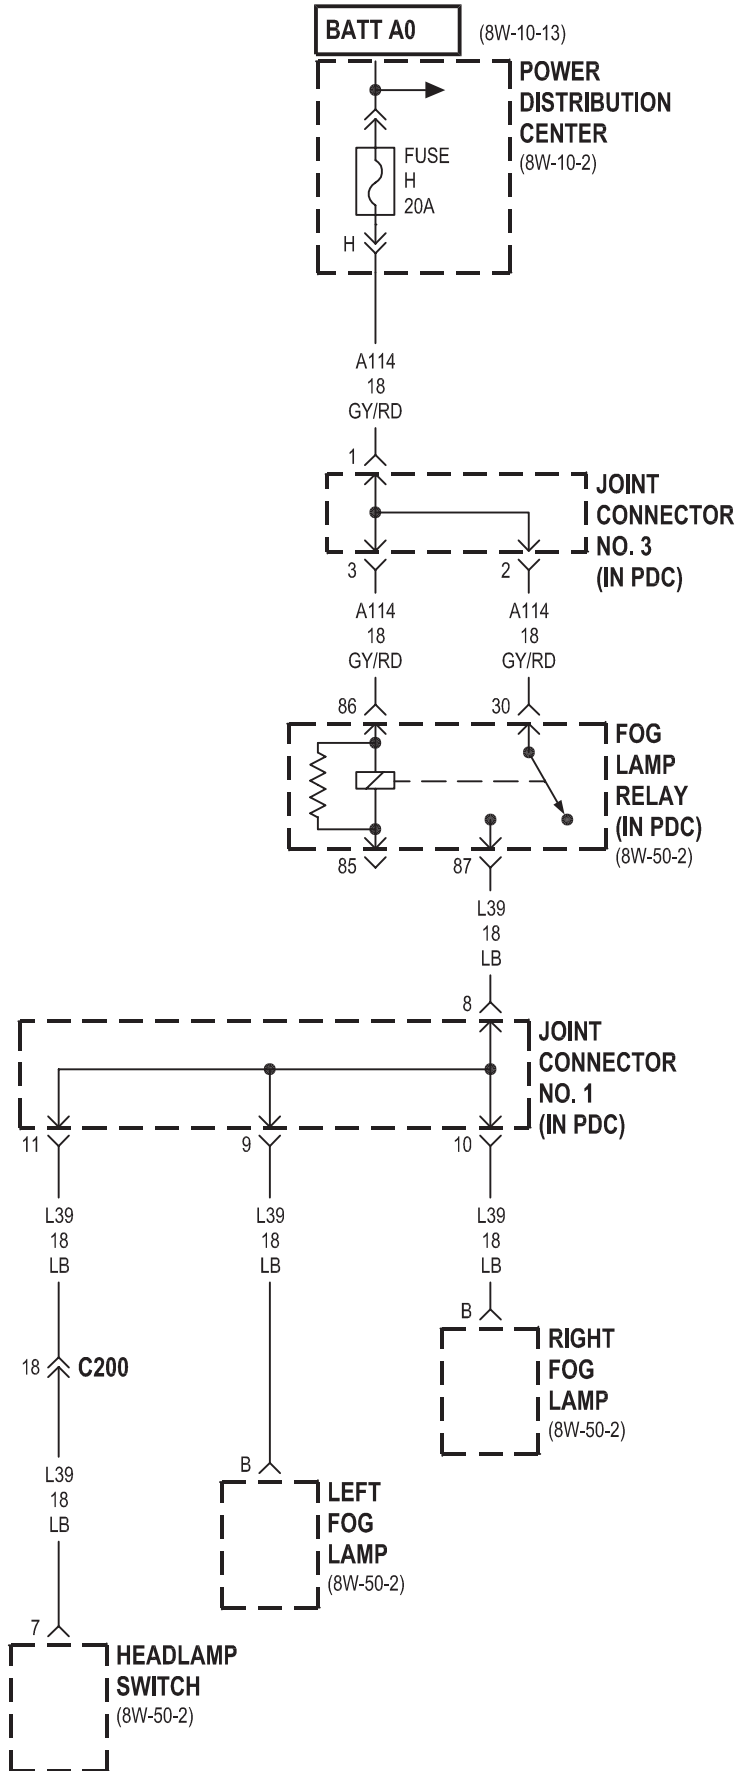 BATT A0
(8W-10-13)
POWER
DISTRIBUTION
CENTER
(8W-10-2)
FUSE
H
20A
H
A114
18
GY/RD
1
JOINT
CONNECTOR
NO. 3
(IN PDC)
3
2
A114
18
GY/RD
A114
18
GY/RD
86
30
FOG
LAMP
RELAY
(IN PDC)
(8W-50-2)
85
87
L39
18
LB
8
JOINT
CONNECTOR
NO. 1
(IN PDC)
11
9
10
L39
18
LB
L39
18
LB
L39
18
LB
B
RIGHT
FOG
LAMP
(8W-50-2)
18
C200
L39
18
LB
B
LEFT
FOG
LAMP
(8W-50-2)
7
HEADLAMP
SWITCH
(8W-50-2)